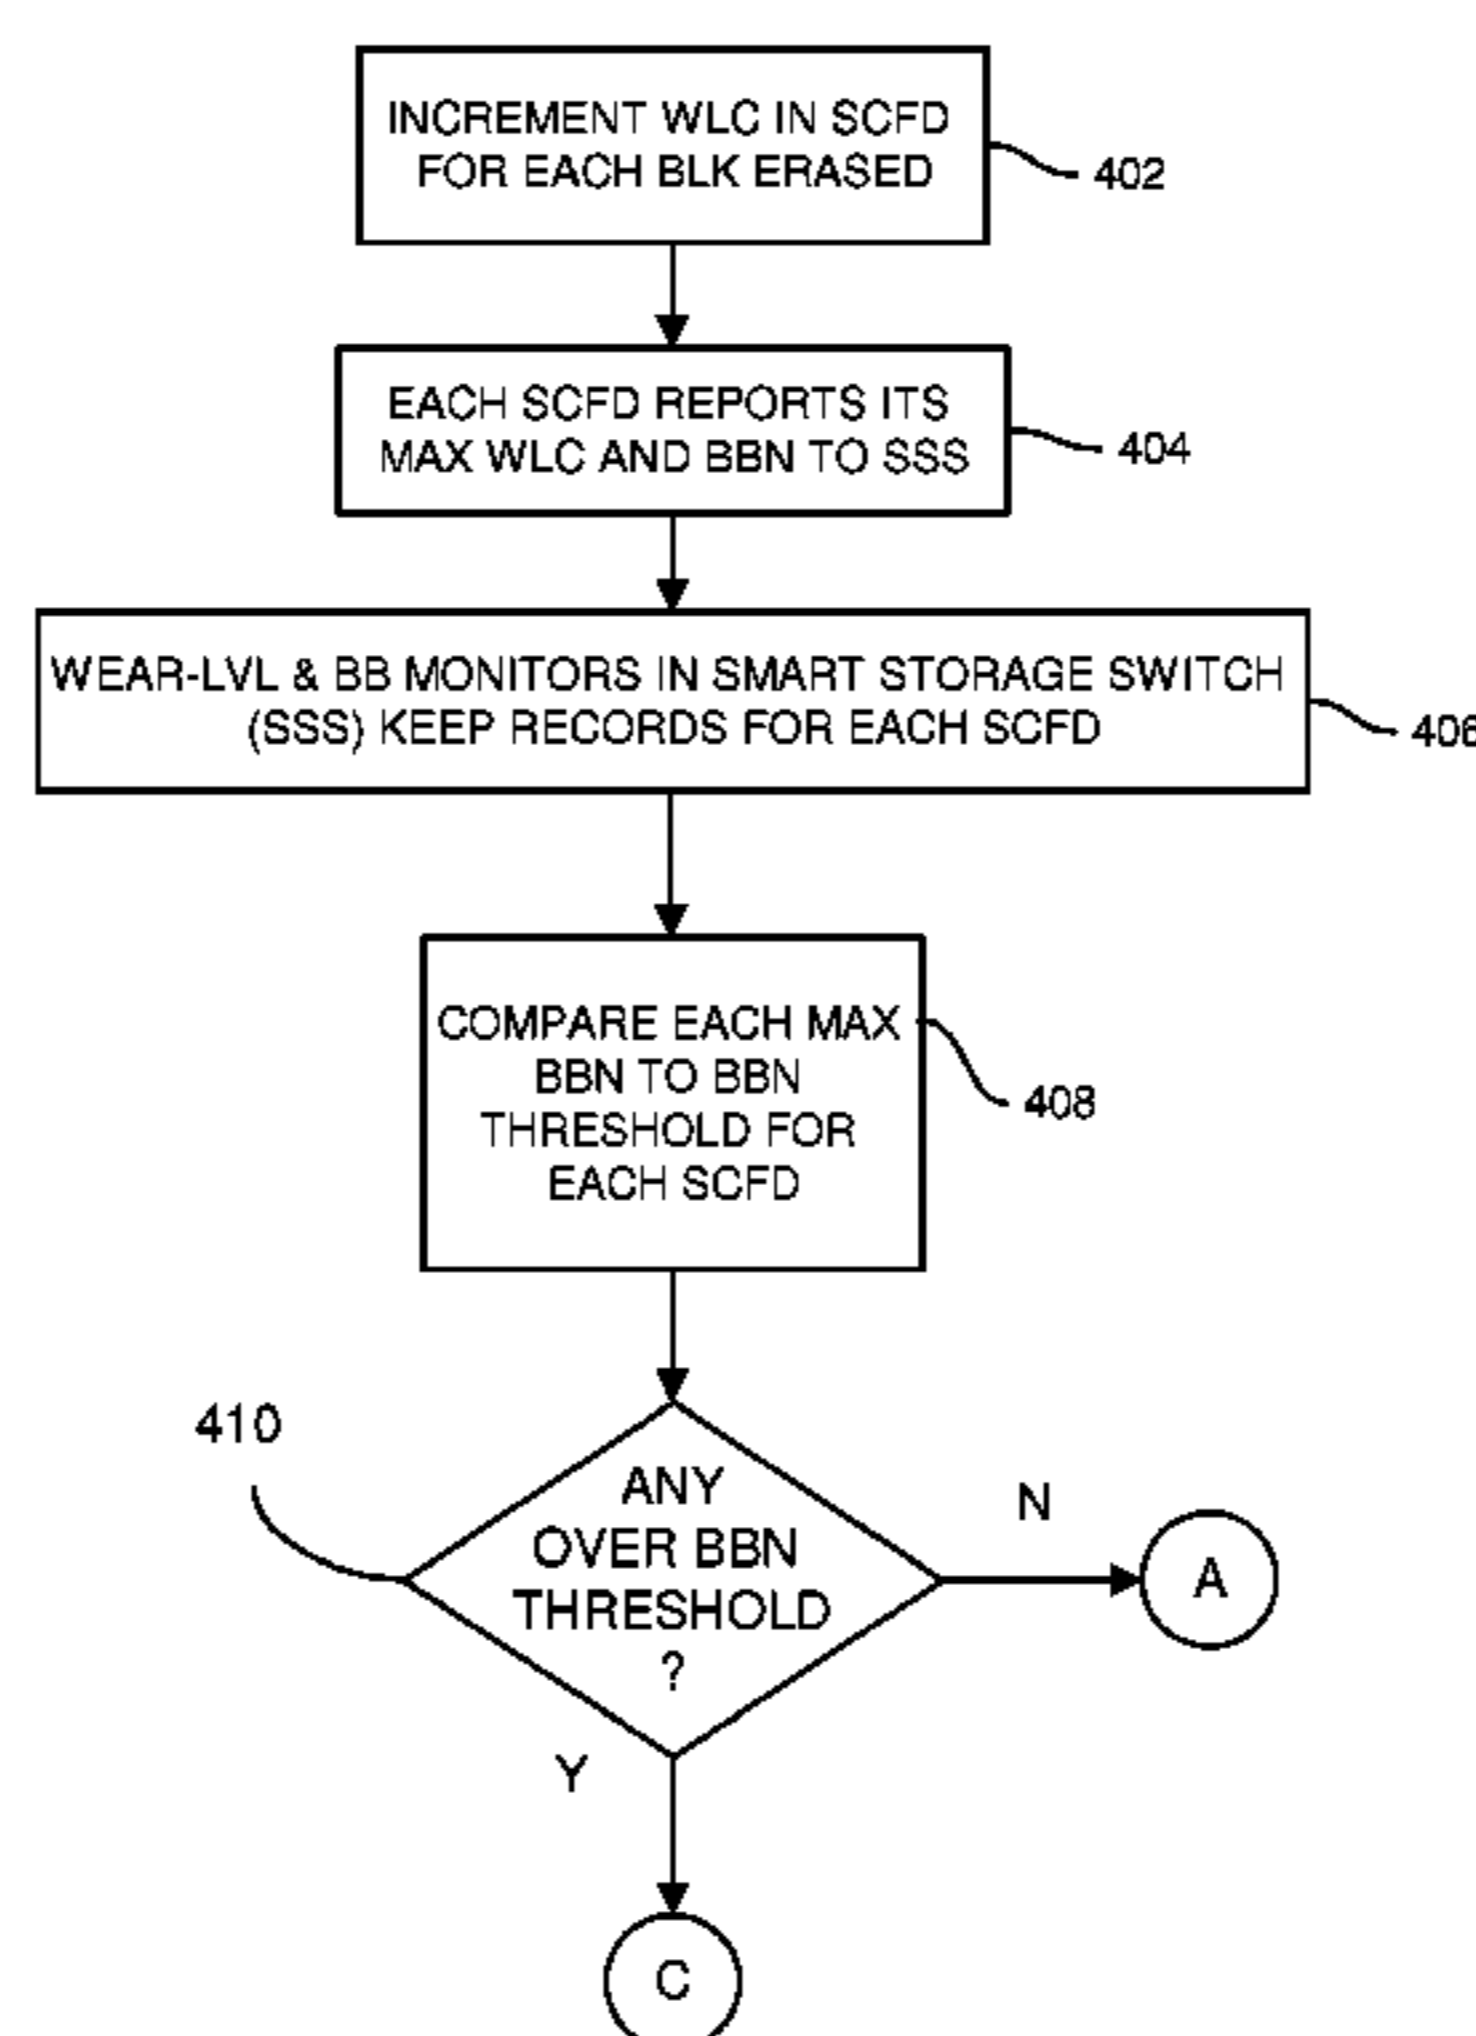 INCREMENT WLC IN SCFD
FOR EACH BLK ERASED
402
EACH SCFD REPORTS ITS
MAX WLC AND BBN TO SSS
404
WEAR-LVL & BB MONITORS IN SMART STORAGE SWITCH
(SSS) KEEP RECORDS FOR EACH SCFD
406
COMPARE EACH MAX
BBN TO BBN
THRESHOLD FOR
EACH SCFD
408
410
ANY
OVER BBN
THRESHOLD
?
N
A
Y
C